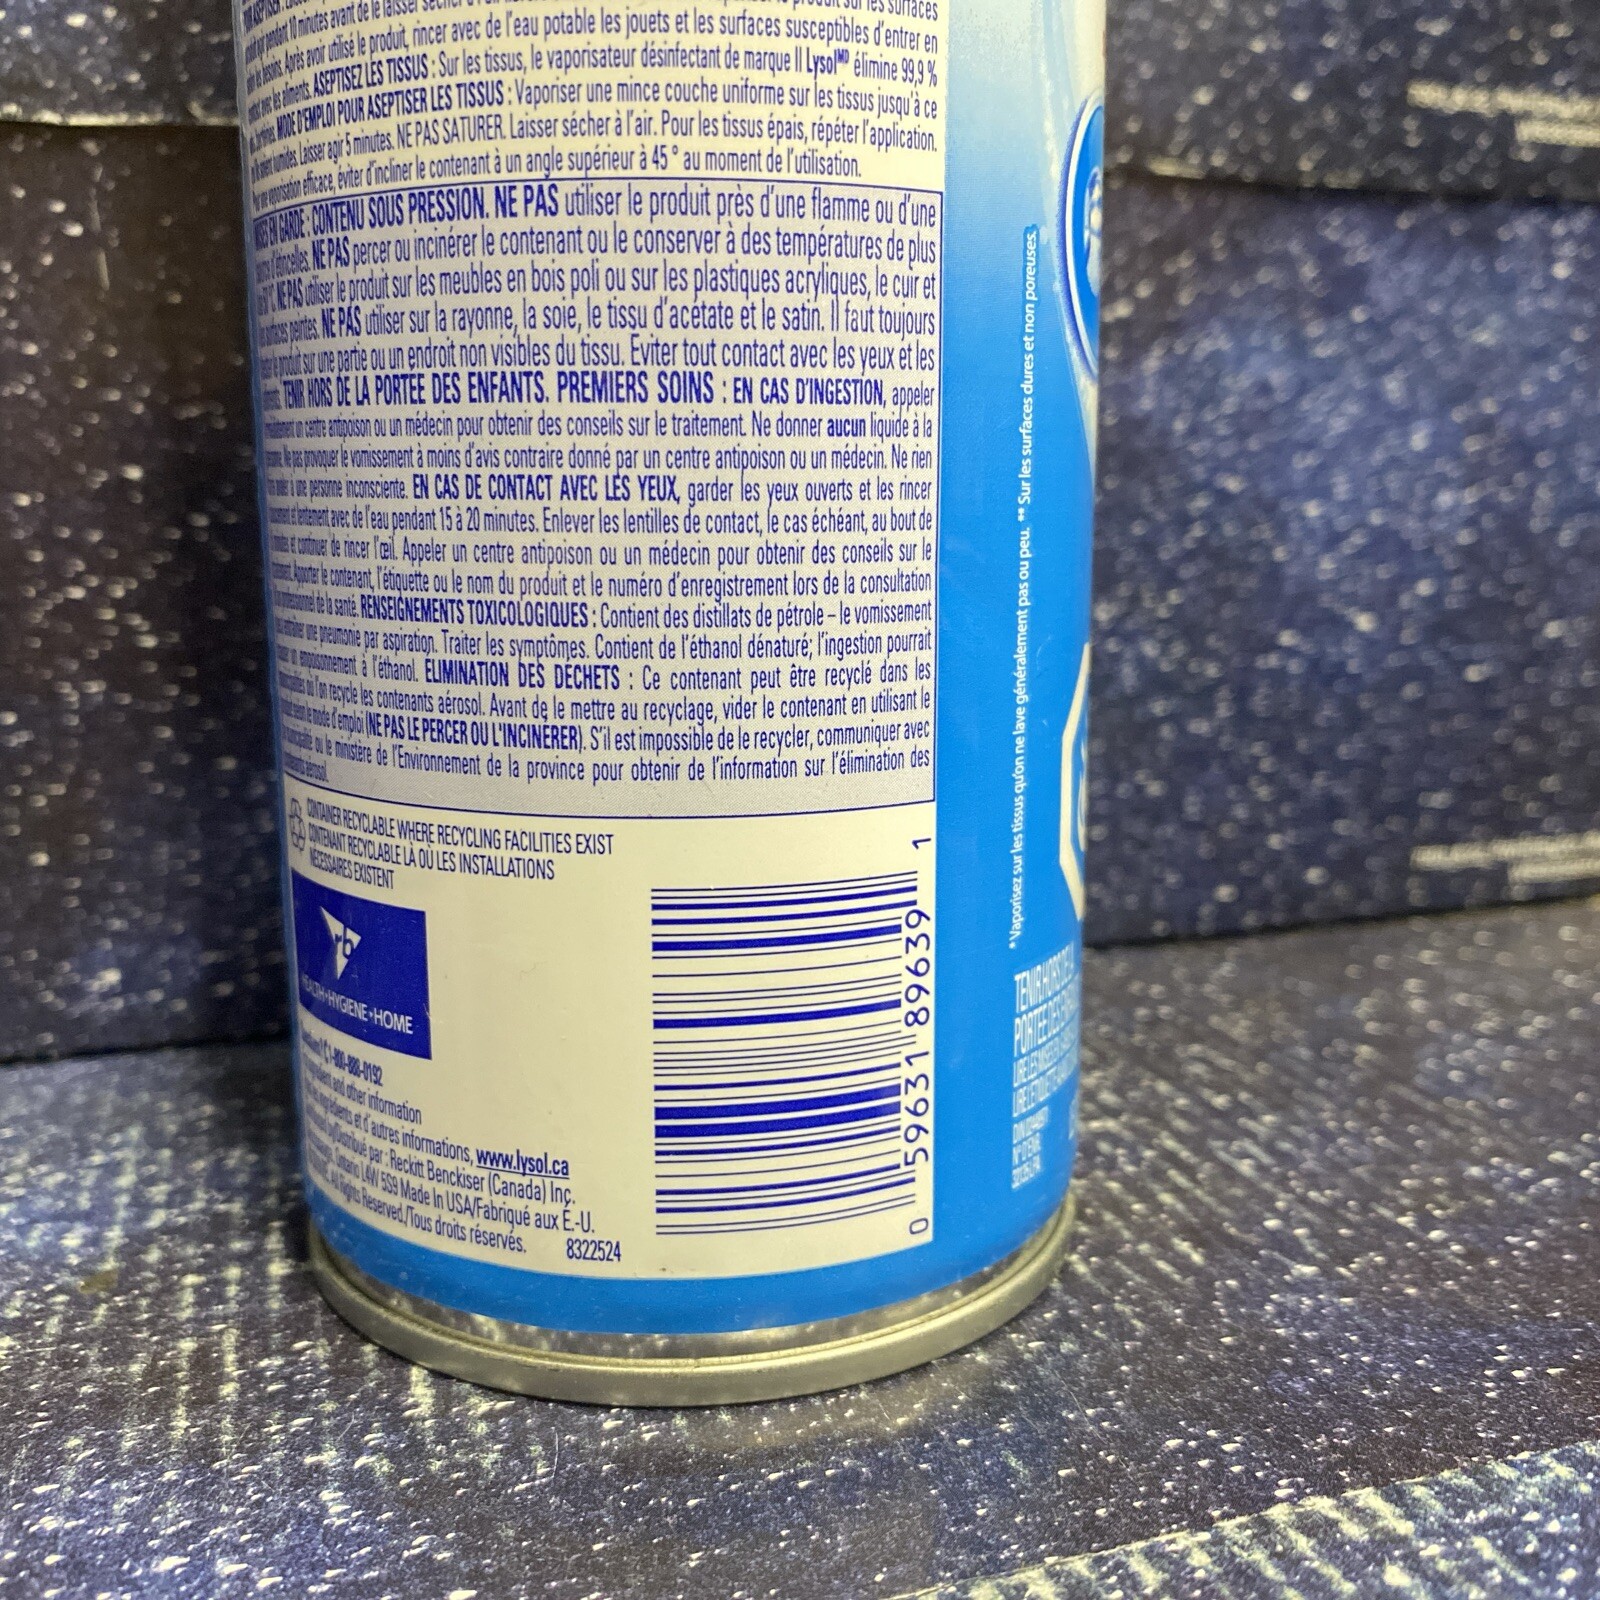 10 minutes avant de le laisser sécher
Après avoir utilisé le produit, rincer avec de l'eau potable les jouets et les surfaces susceptibles d'entrer en
avec les aliments. ASEPTISEZ LES TISSUS : Sur les tissus, le vaporisateur désinfectant de marque II Lysolᴹᴰ élimine 99,9 %
MODE D'EMPLOI POUR ASEPTISER LES TISSUS : Vaporiser une mince couche uniforme sur les tissus jusqu'à ce
humides. Laisser agir 5 minutes. NE PAS SATURER. Laisser sécher à l'air. Pour les tissus épais, répéter l'application.
vaporisation efficace, éviter d'incliner le contenant à un angle supérieur à 45 ° au moment de l'utilisation.
EN GARDE : CONTENU SOUS PRESSION. NE PAS utiliser le produit près d'une flamme ou d'une
d'étincelles. NE PAS percer ou incinérer le contenant ou le conserver à des températures de plus
NE PAS utiliser le produit sur les meubles en bois poli ou sur les plastiques acryliques, le cuir et
surfaces peintes. NE PAS utiliser sur la rayonne, la soie, le tissu d'acétate et le satin. Il faut toujours
le produit sur une partie ou un endroit non visibles du tissu. Éviter tout contact avec les yeux et les
TENIR HORS DE LA PORTÉE DES ENFANTS. PREMIERS SOINS : EN CAS D'INGESTION, appeler
un centre antipoison ou un médecin pour obtenir des conseils sur le traitement. Ne donner aucun liquide à la
Ne pas provoquer le vomissement à moins d'avis contraire donné par un centre antipoison ou un médecin. Ne rien
à une personne inconsciente. EN CAS DE CONTACT AVEC LES YEUX, garder les yeux ouverts et les rincer
et lentement avec de l'eau pendant 15 à 20 minutes. Enlever les lentilles de contact, le cas échéant, au bout de
et continuer de rincer l'œil. Appeler un centre antipoison ou un médecin pour obtenir des conseils sur le
Apporter le contenant, l'étiquette ou le nom du produit et le numéro d'enregistrement lors de la consultation
professionnel de la santé. RENSEIGNEMENTS TOXICOLOGIQUES : Contient des distillats de pétrole – le vomissement
une pneumonie par aspiration. Traiter les symptômes. Contient de l'éthanol dénaturé; l'ingestion pourrait
un empoisonnement à l'éthanol. ÉLIMINATION DES DÉCHETS : Ce contenant peut être recyclé dans les
où l'on recycle les contenants aérosol. Avant de le mettre au recyclage, vider le contenant en utilisant le
selon le mode d'emploi (NE PAS LE PERCER OU L'INCINÉRER). S'il est impossible de le recycler, communiquer avec
ou le ministère de l'Environnement de la province pour obtenir de l'information sur l'élimination des
aérosol.
CONTAINER RECYCLABLE WHERE RECYCLING FACILITIES EXIST
CONTENANT RECYCLABLE LÀ OÙ LES INSTALLATIONS
NÉCESSAIRES EXISTENT
rb
HEALTH•HYGIENE•HOME
1-800-888-0192
and other information
ingrédients et d'autres informations, www.lysol.ca
Distribué par : Reckitt Benckiser (Canada) Inc.
Ontario L4W 5S9 Made In USA/Fabriqué aux É.-U.
All Rights Reserved./Tous droits réservés.
8322524
0 59631 89639 1
* Vaporisez sur les tissus qu'on ne lave généralement pas ou peu. ** Sur les surfaces dures et non poreuses.
TENIR HORS DE LA
PORTÉE DES